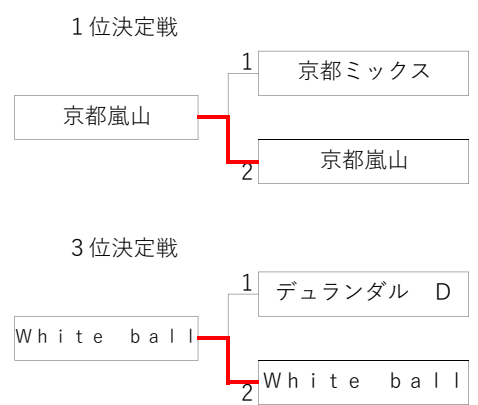 １位決定戦
1
京都ミックス
京都嵐山
京都嵐山
2
３位決定戦
1
デュランダル　Ｄ
Ｗｈｉｔｅ　ｂａｌｌ
Ｗｈｉｔｅ　ｂａｌｌ
2